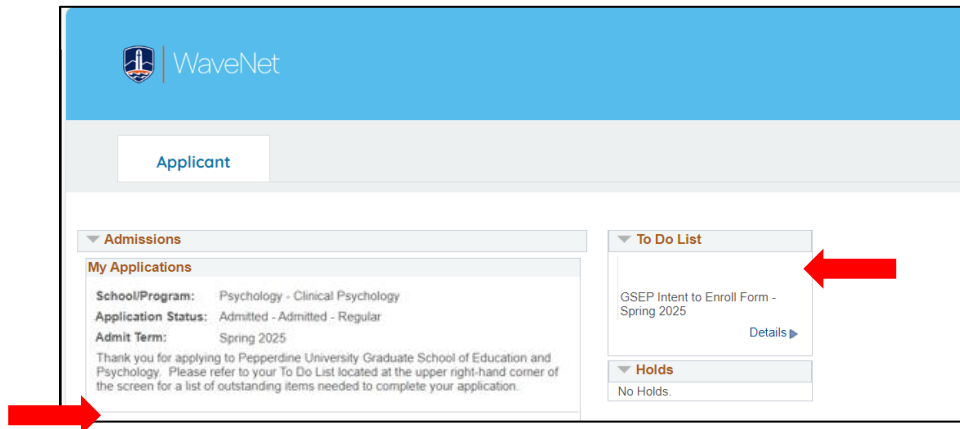 WaveNet
Applicant
Admissions
My Applications
School/Program: Psychology - Clinical Psychology
Application Status: Admitted - Admitted - Regular
Admit Term: Spring 2025
Thank you for applying to Pepperdine University Graduate School of Education and
Psychology. Please refer to your To Do List located at the upper right-hand corner of
the screen for a list of outstanding items needed to complete your application.
To Do List
GSEP Intent to Enroll Form -
Spring 2025
Details
Holds
No Holds.